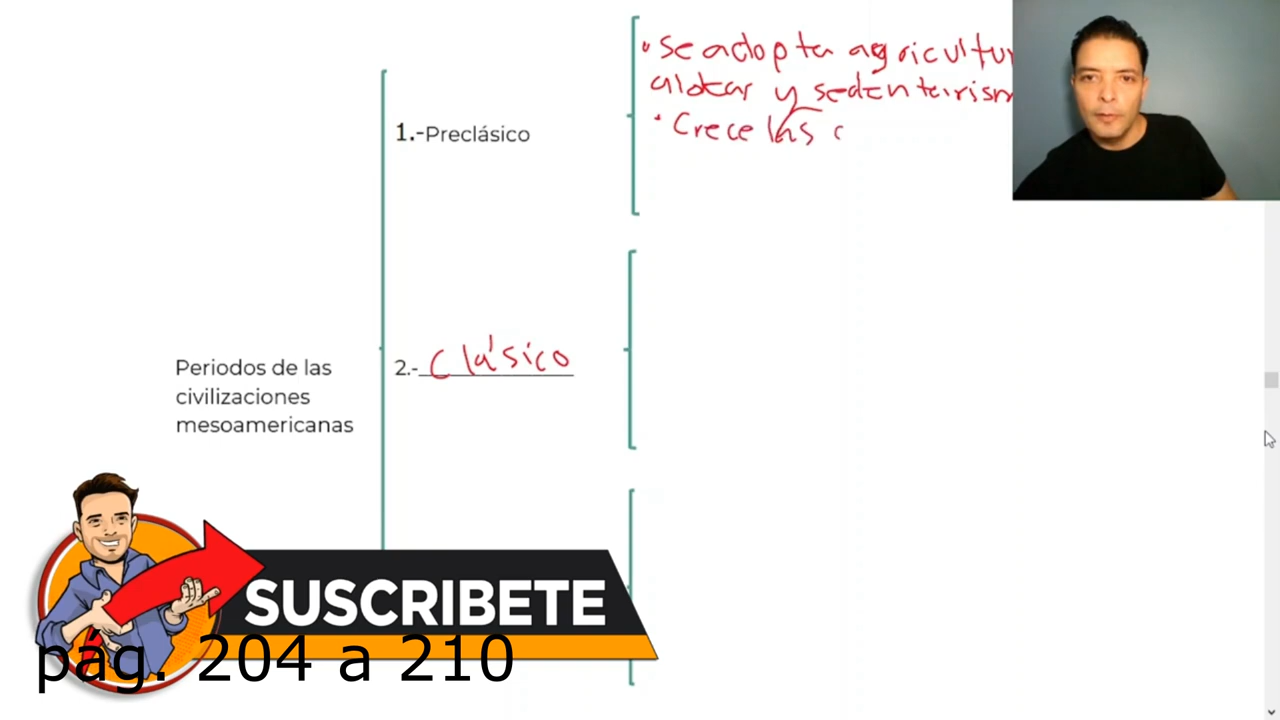 • Se adopta agricultur
aldear y sedentarism
1.-Preclásico
• Crece las c
2.- Clásico
Periodos de las
civilizaciones
mesoamericanas
SUSCRIBETE
pág. 204 a 210